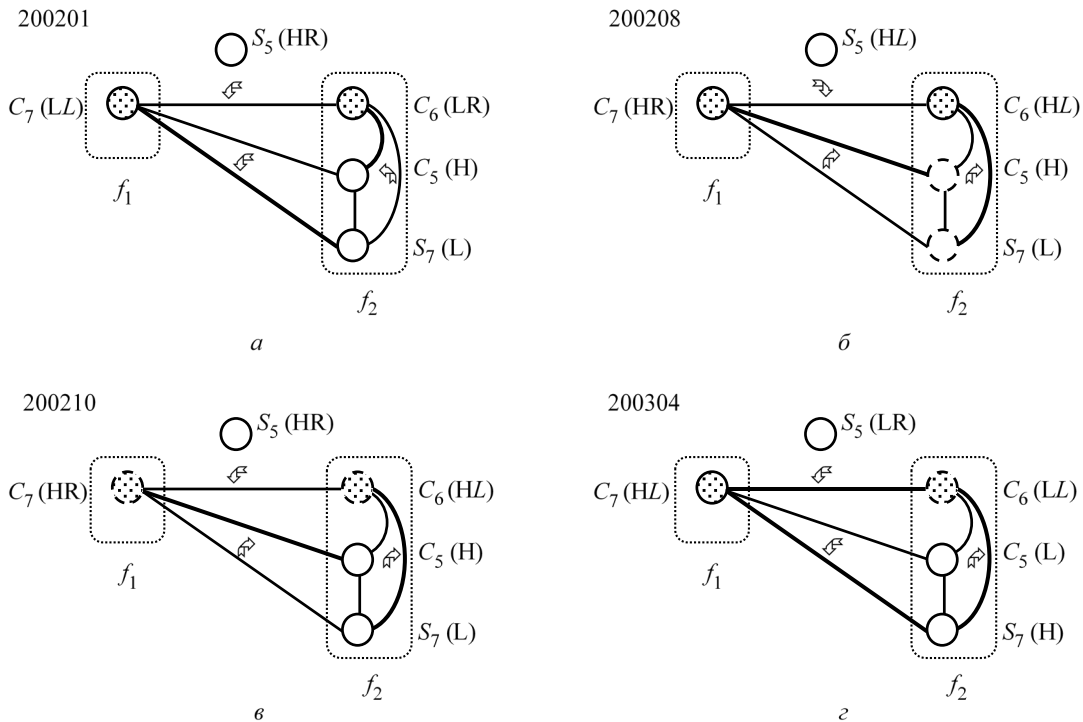 200201
S5 (HR)
C7 (LL)
C6 (LR)
C5 (H)
S7 (L)
f1
f2
а
200208
S5 (HL)
C7 (HR)
C6 (HL)
C5 (H)
S7 (L)
f1
f2
б
200210
S5 (HR)
C7 (HR)
C6 (HL)
C5 (H)
S7 (L)
f1
f2
в
200304
S5 (LR)
C7 (HL)
C6 (LL)
C5 (L)
S7 (H)
f1
f2
г